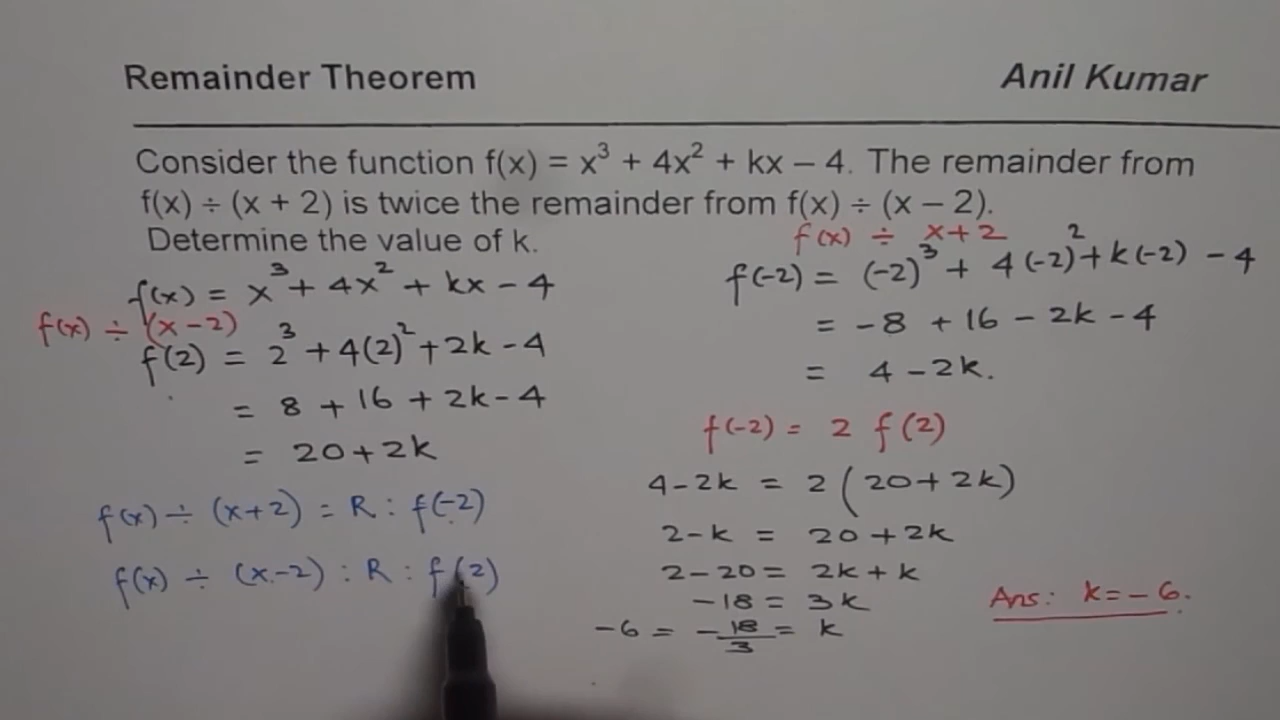 Remainder Theorem
Anil Kumar
Consider the function f(x) = x³ + 4x² + kx – 4. The remainder from
f(x) ÷ (x + 2) is twice the remainder from f(x) ÷ (x – 2).
Determine the value of k.
f(x) = x³ + 4x² + kx - 4
f(x) ÷ (x - 2)
f(2) = 2³ + 4(2)² + 2k - 4
= 8 + 16 + 2k - 4
= 20 + 2k
f(x) ÷ (x+2) = R : f(-2)
f(x) ÷ (x-2) : R : f(2)
f(x) ÷ x+2
f(-2) = (-2)³ + 4(-2)² + k(-2) - 4
= -8 + 16 - 2k - 4
= 4 - 2k.
f(-2) = 2 f(2)
4-2k = 2(20+2k)
2-k = 20+2k
2-20 = 2k+k
-18 = 3k
-6 = -18/3 = k
Ans: k = -6.